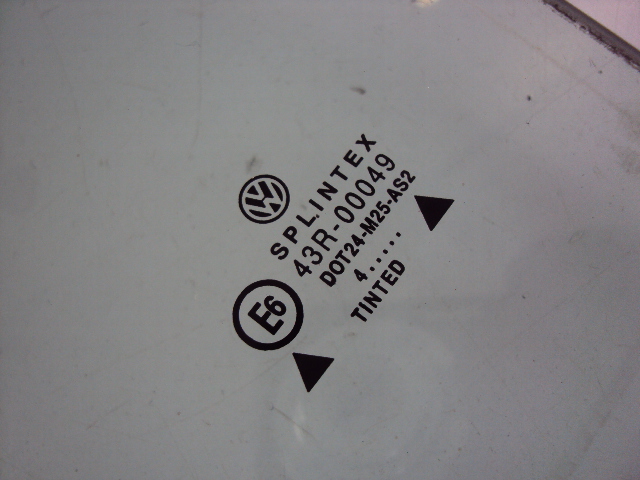 SPLINTEX
43R-00049
DOT24-M25-AS2
4.....
TINTED
E6